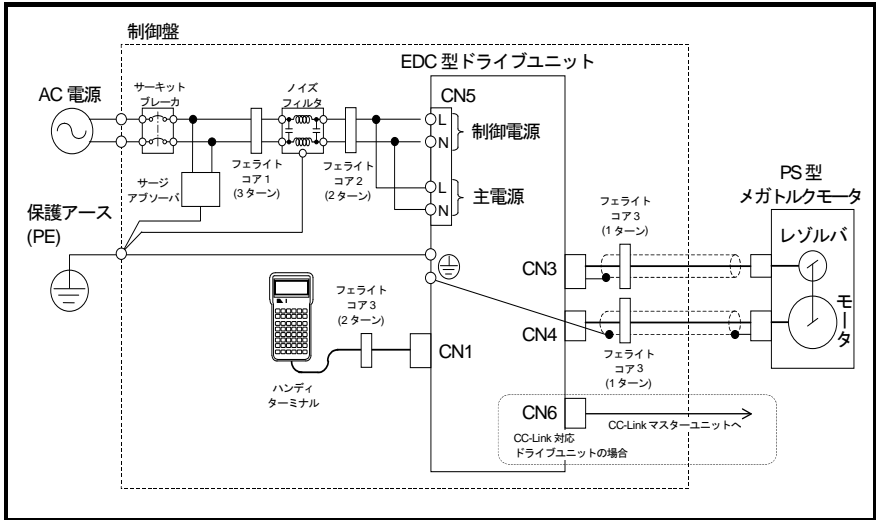 制御盤
EDC 型ドライブユニット
AC 電源
サーキット
ブレーカ
ノイズ
フィルタ
CN5
L
N
制御電源
L
N
主電源
フェライト
コア 1
(3 ターン)
フェライト
コア 2
(2 ターン)
サージ
アブソーバ
保護アース
(PE)
フェライト
コア 3
(1 ターン)
PS 型
メガトルクモータ
レゾルバ
モータ
CN3
CN4
フェライト
コア 3
(1 ターン)
フェライト
コア 3
(2 ターン)
CN1
ハンディ
ターミナル
CN6
CC-Link マスターユニットへ
CC-Link 対応
ドライブユニットの場合